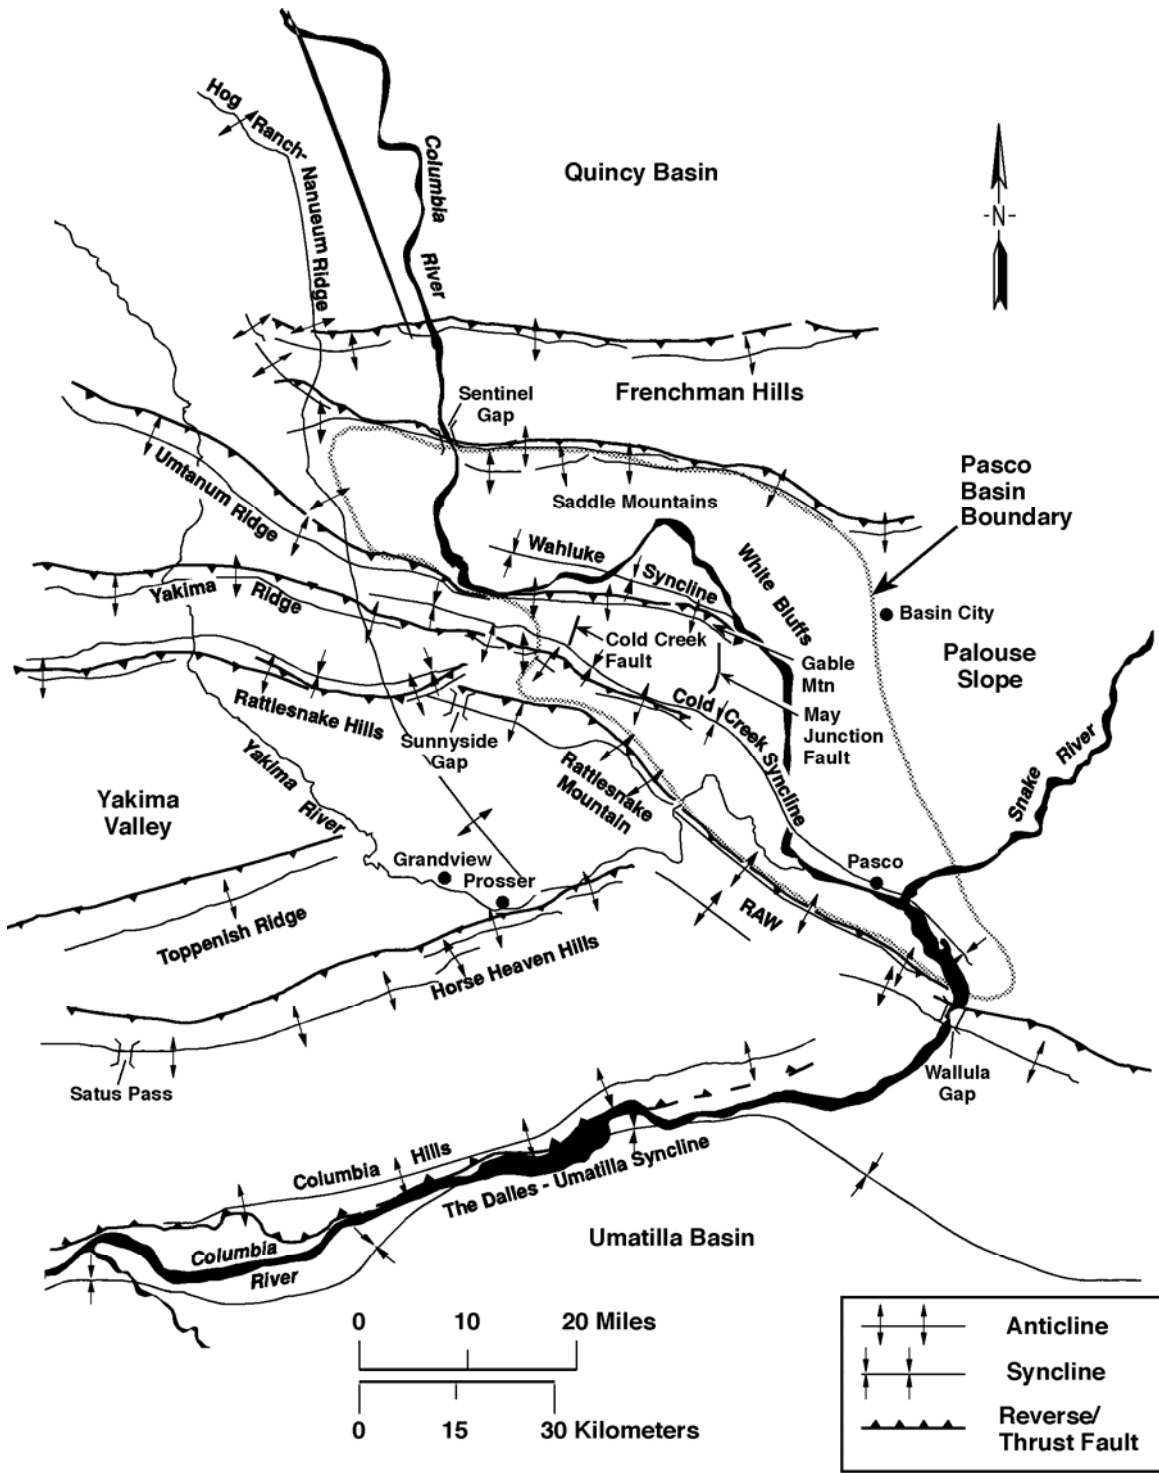 Hog
Ranch-
Nanueum Ridge
Columbia
River
Quincy Basin
-N-
Sentinel
Gap
Frenchman Hills
Umtanum Ridge
Saddle Mountains
Pasco
Basin
Boundary
Wahluke
Syncline
White Bluffs
Yakima
Ridge
Cold Creek
Fault
Basin City
Gable
Mtn
Palouse
Slope
Rattlesnake Hills
Sunnyside
Gap
Cold Creek Syncline
May
Junction
Fault
Rattlesnake
Mountain
Snake
River
Yakima
River
Yakima
Valley
Grandview
Prosser
Pasco
RAW
Toppenish Ridge
Horse Heaven Hills
Satus Pass
Wallula
Gap
Columbia
Hills
The Dalles - Umatilla Syncline
Columbia
River
Umatilla Basin
0 10 20 Miles
0 15 30 Kilometers
Anticline
Syncline
Reverse/
Thrust Fault